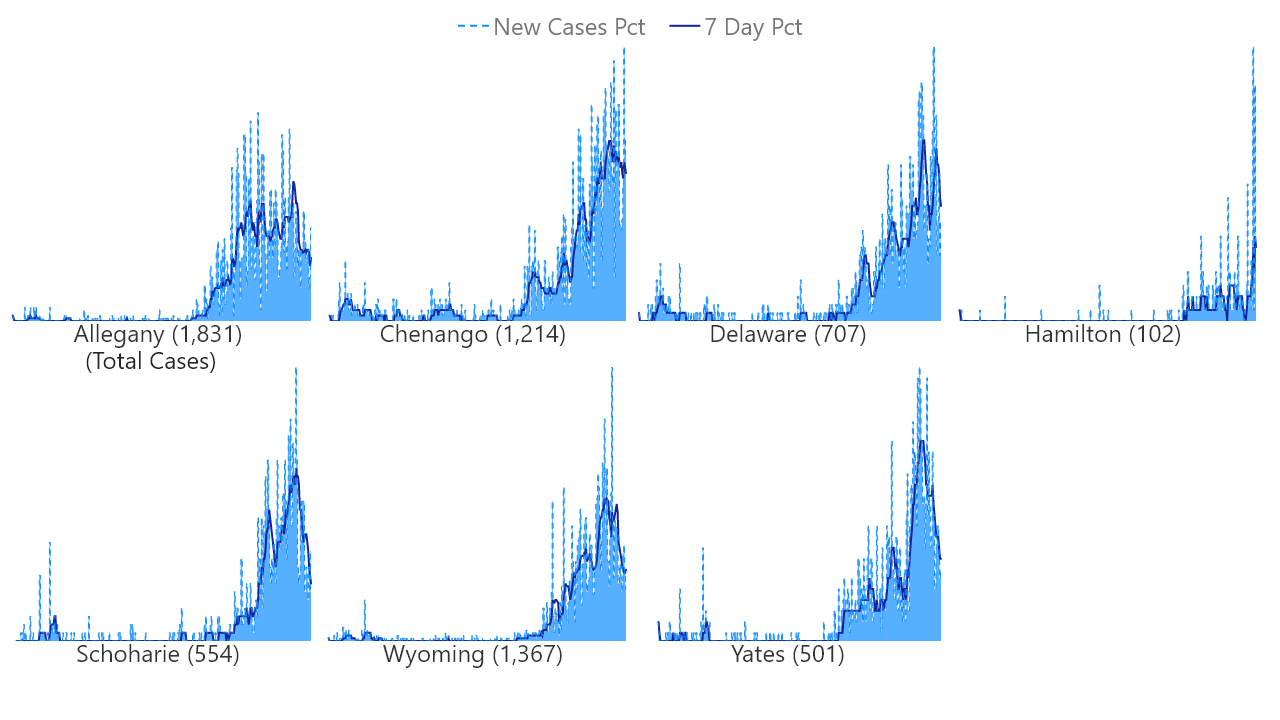 New Cases Pct 7 Day Pct
Allegany (1,831) Chenango (1,214) Delaware (707) Hamilton (102)
(Total Cases)
Schoharie (554) Wyoming (1,367) Yates (501)